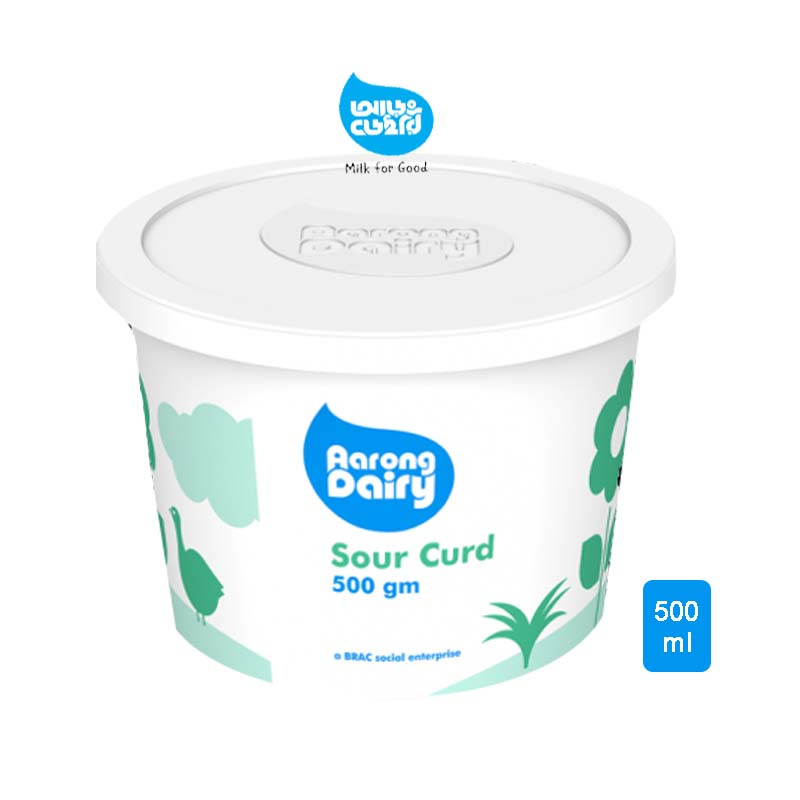 আড়ং
ডেইরি
Milk for Good
Aarong
Dairy
Aarong
Dairy
Sour Curd
500 gm
a BRAC social enterprise
500
ml